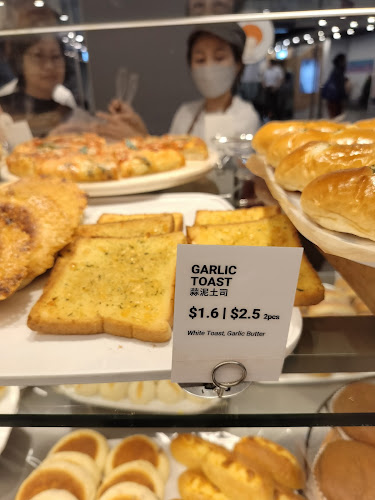 GARLIC
TOAST
蒜泥土司
$1.6 | $2.5 2pcs
White Toast, Garlic Butter